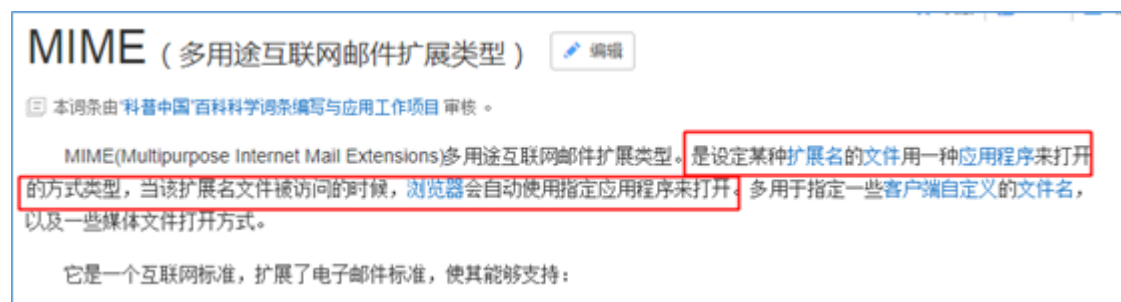 MIME（多用途互联网邮件扩展类型） 编辑
本词条由“科普中国”百科科学词条编写与应用工作项目 审核 。
MIME(Multipurpose Internet Mail Extensions)多用途互联网邮件扩展类型。是设定某种扩展名的文件用一种应用程序来打开
的方式类型，当该扩展名文件被访问的时候，浏览器会自动使用指定应用程序来打开。多用于指定一些客户端自定义的文件名，
以及一些媒体文件打开方式。
它是一个互联网标准，扩展了电子邮件标准，使其能够支持：